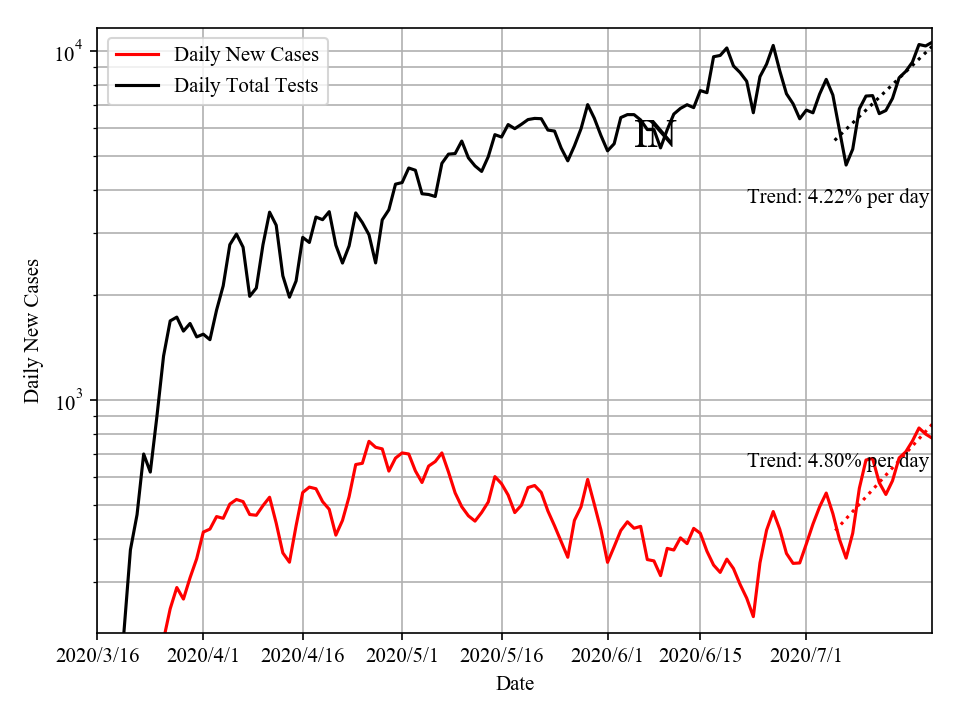 Daily New Cases
Daily Total Tests
10^4
IN
Trend: 4.22% per day
10^3
Trend: 4.80% per day
Daily New Cases
2020/3/16 2020/4/1 2020/4/16 2020/5/1 2020/5/16 2020/6/1 2020/6/15 2020/7/1
Date